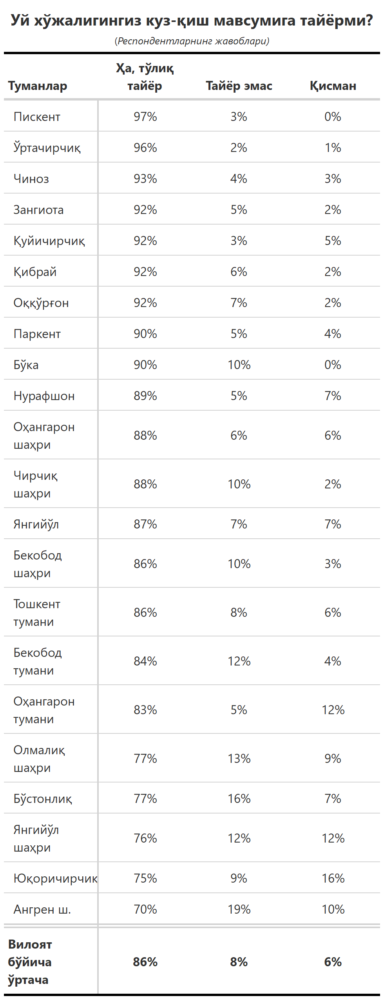 Уй хўжалигингиз куз-қиш мавсумига тайёрми?
(Респондентларнинг жавоблари)
Туманлар Ҳа, тўлиқ тайёр Тайёр эмас Қисман
Пискент 97% 3% 0%
Ўртачирчиқ 96% 2% 1%
Чиноз 93% 4% 3%
Зангиота 92% 5% 2%
Қуйичирчиқ 92% 3% 5%
Қибрай 92% 6% 2%
Оққўрғон 92% 7% 2%
Паркент 90% 5% 4%
Бўка 90% 10% 0%
Нурафшон 89% 5% 7%
Оҳангарон шаҳри 88% 6% 6%
Чирчиқ шаҳри 88% 10% 2%
Янгийўл 87% 7% 7%
Бекобод шаҳри 86% 10% 3%
Тошкент тумани 86% 8% 6%
Бекобод тумани 84% 12% 4%
Оҳангарон тумани 83% 5% 12%
Олмалиқ шаҳри 77% 13% 9%
Бўстонлиқ 77% 16% 7%
Янгийўл шаҳри 76% 12% 12%
Юқоричирчиқ 75% 9% 16%
Ангрен ш. 70% 19% 10%
Вилоят бўйича ўртача 86% 8% 6%